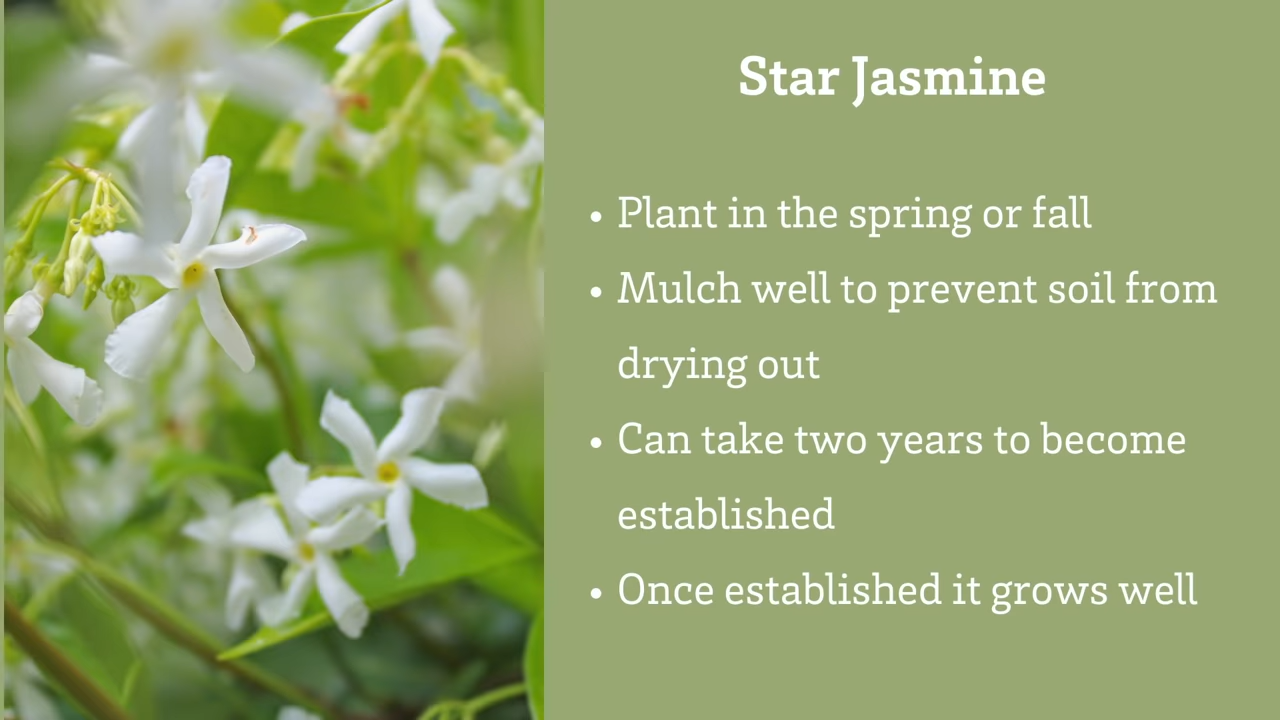 Star Jasmine
• Plant in the spring or fall
• Mulch well to prevent soil from
drying out
• Can take two years to become
established
• Once established it grows well